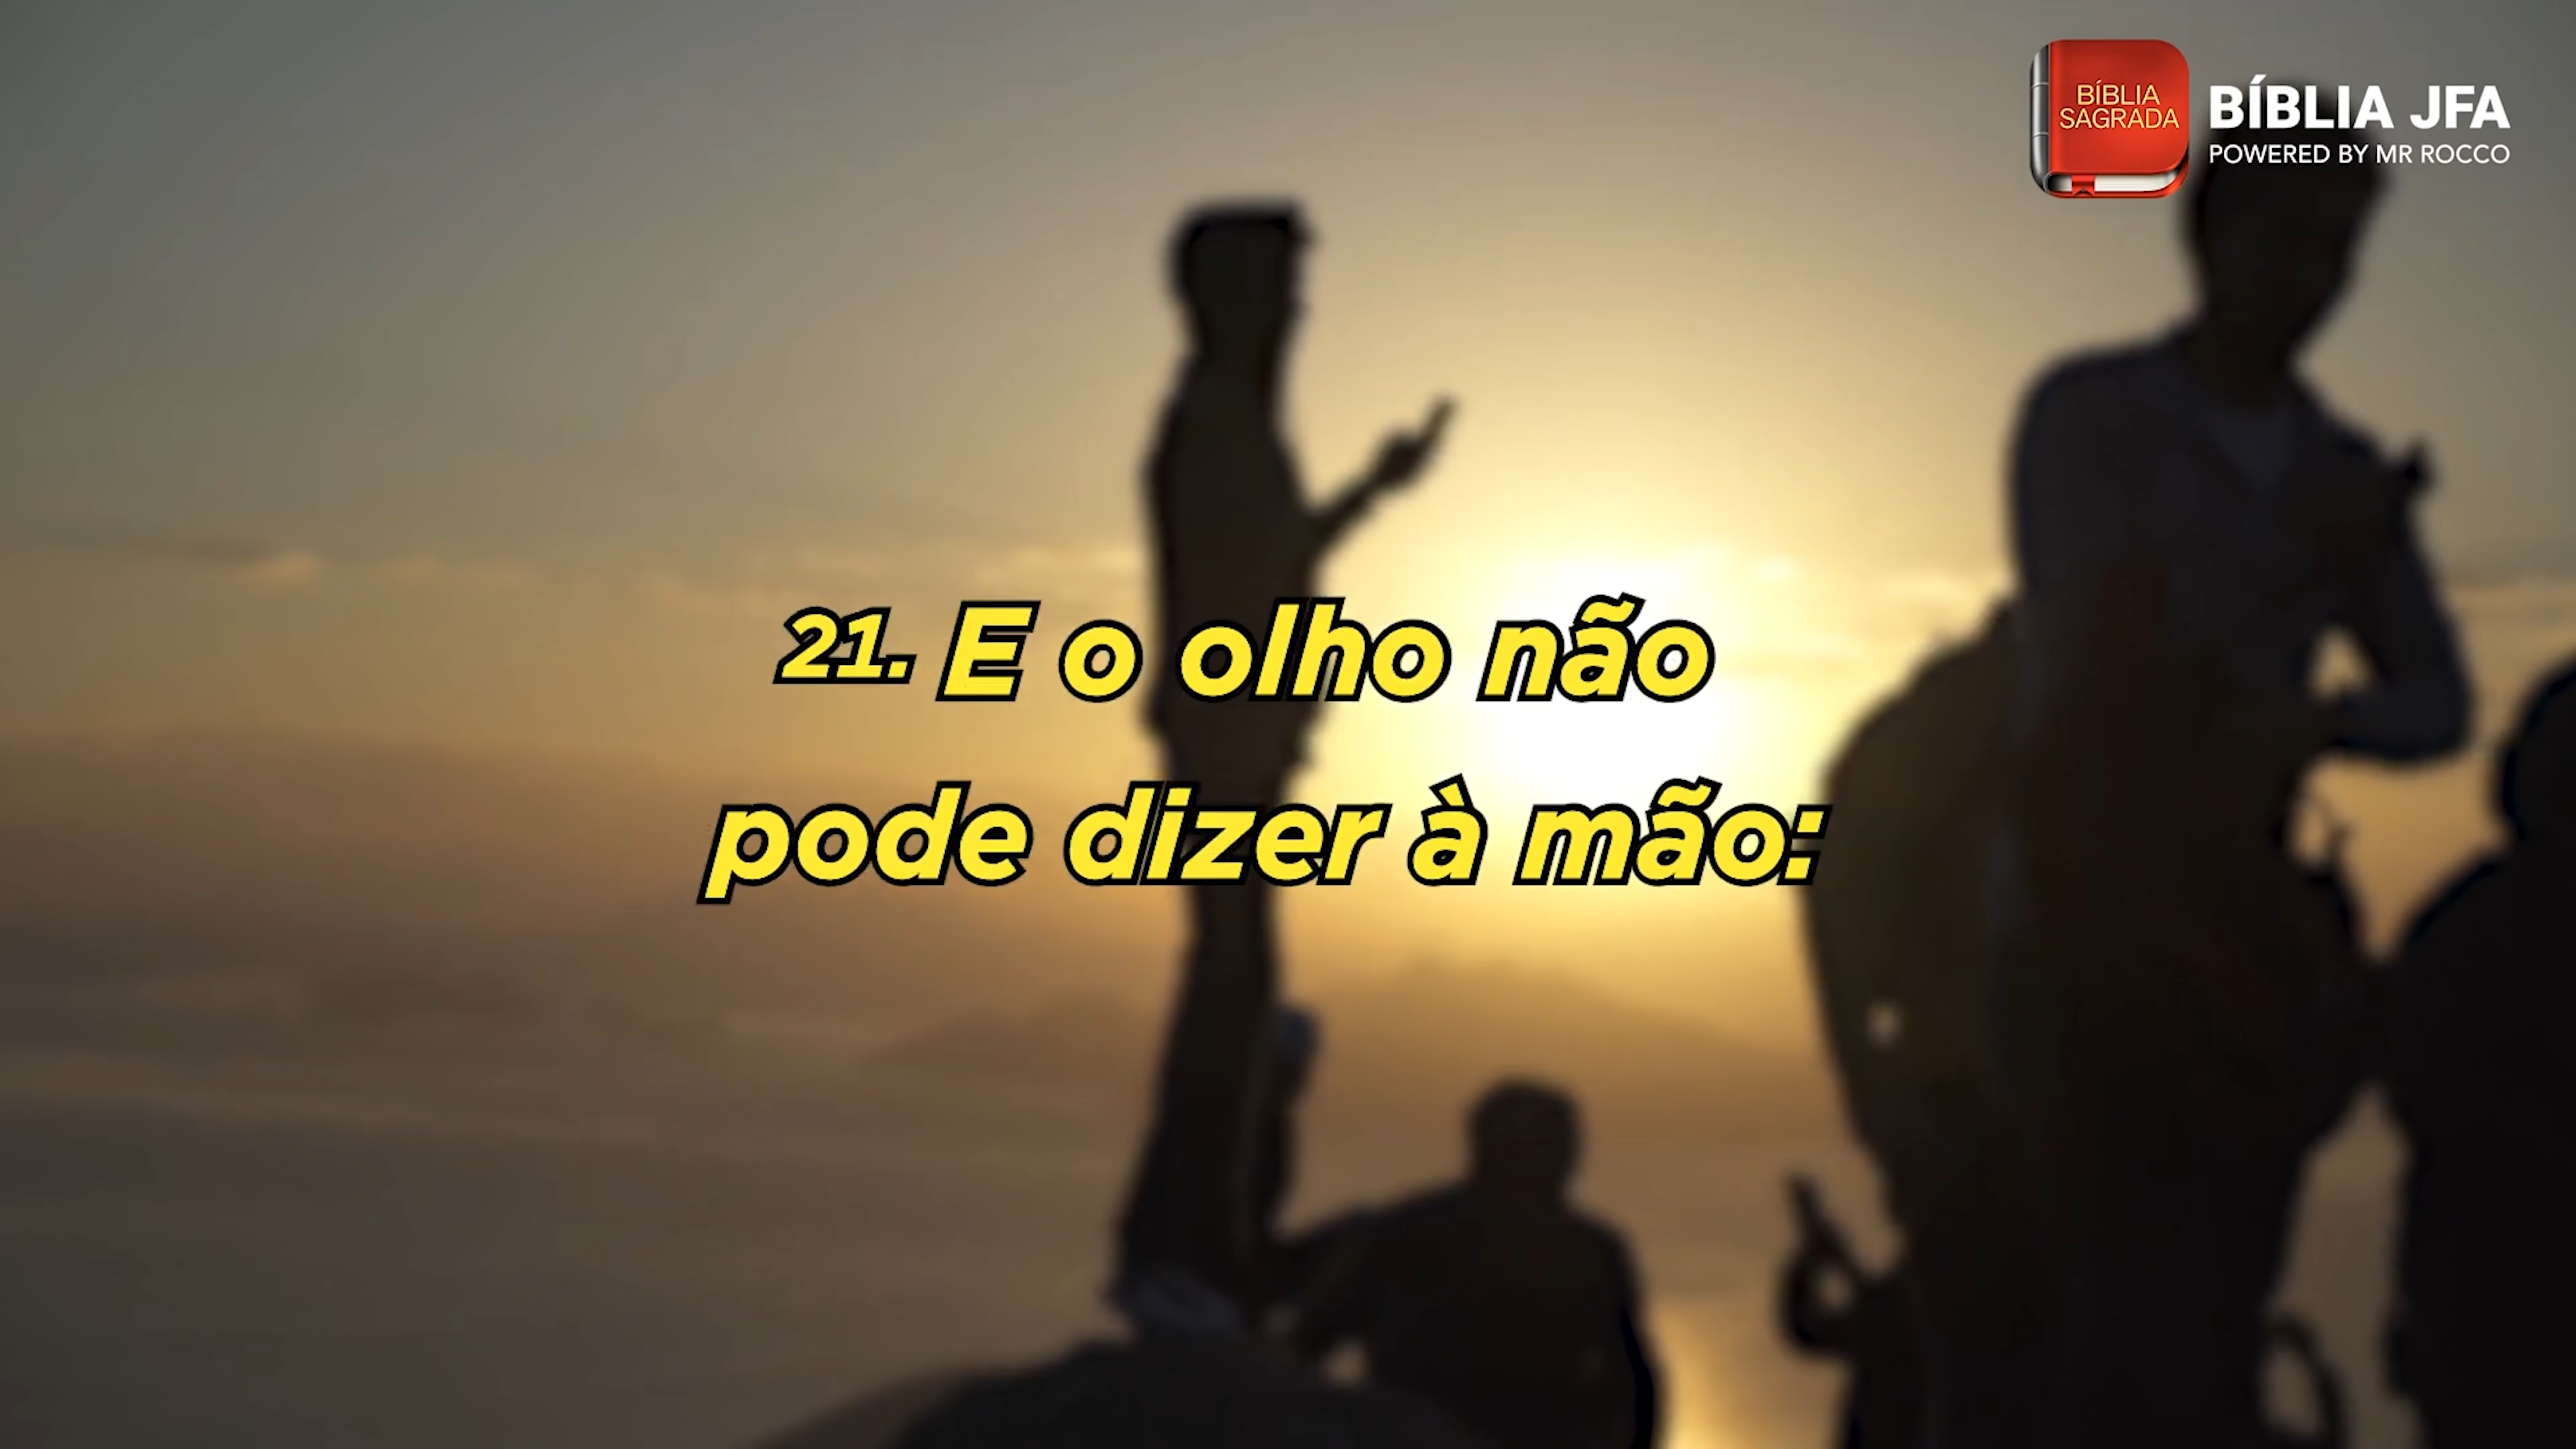 BÍBLIA
SAGRADA
BÍBLIA JFA
POWERED BY MR ROCCO
21. E o olho não
pode dizer à mão: